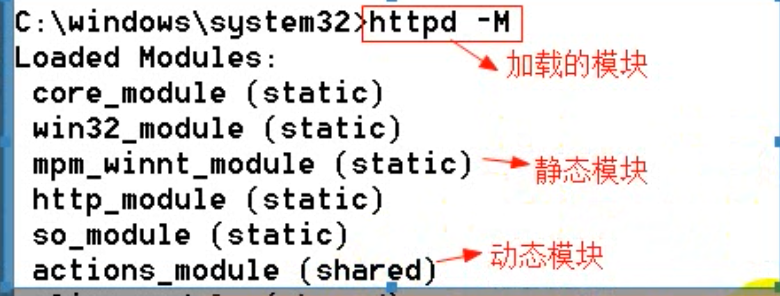 C:\windows\system32>httpd -M
Loaded Modules:
加载的模块
core_module (static)
win32_module (static)
mpm_winnt_module (static)
静态模块
http_module (static)
so_module (static)
动态模块
actions_module (shared)